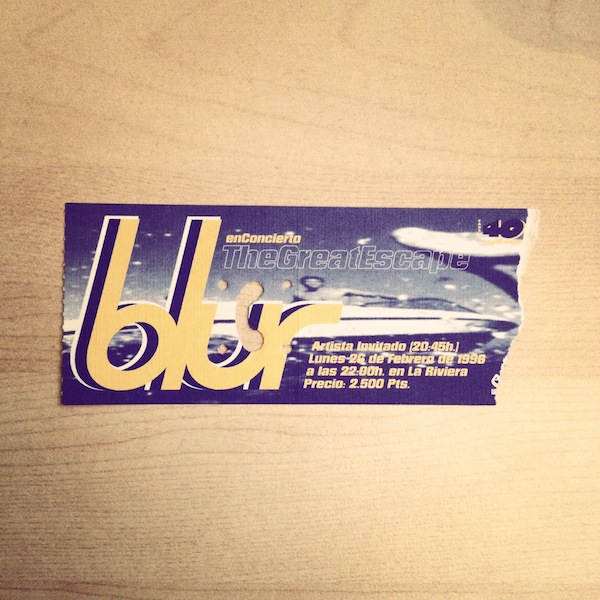 blur
enConcierto
TheGreatEscape
40
Artista Invitado [20:45h.]
Lunes 26 de Febrero de 1996
a las 22:00h. en La Riviera
Precio: 2.500 Pts.